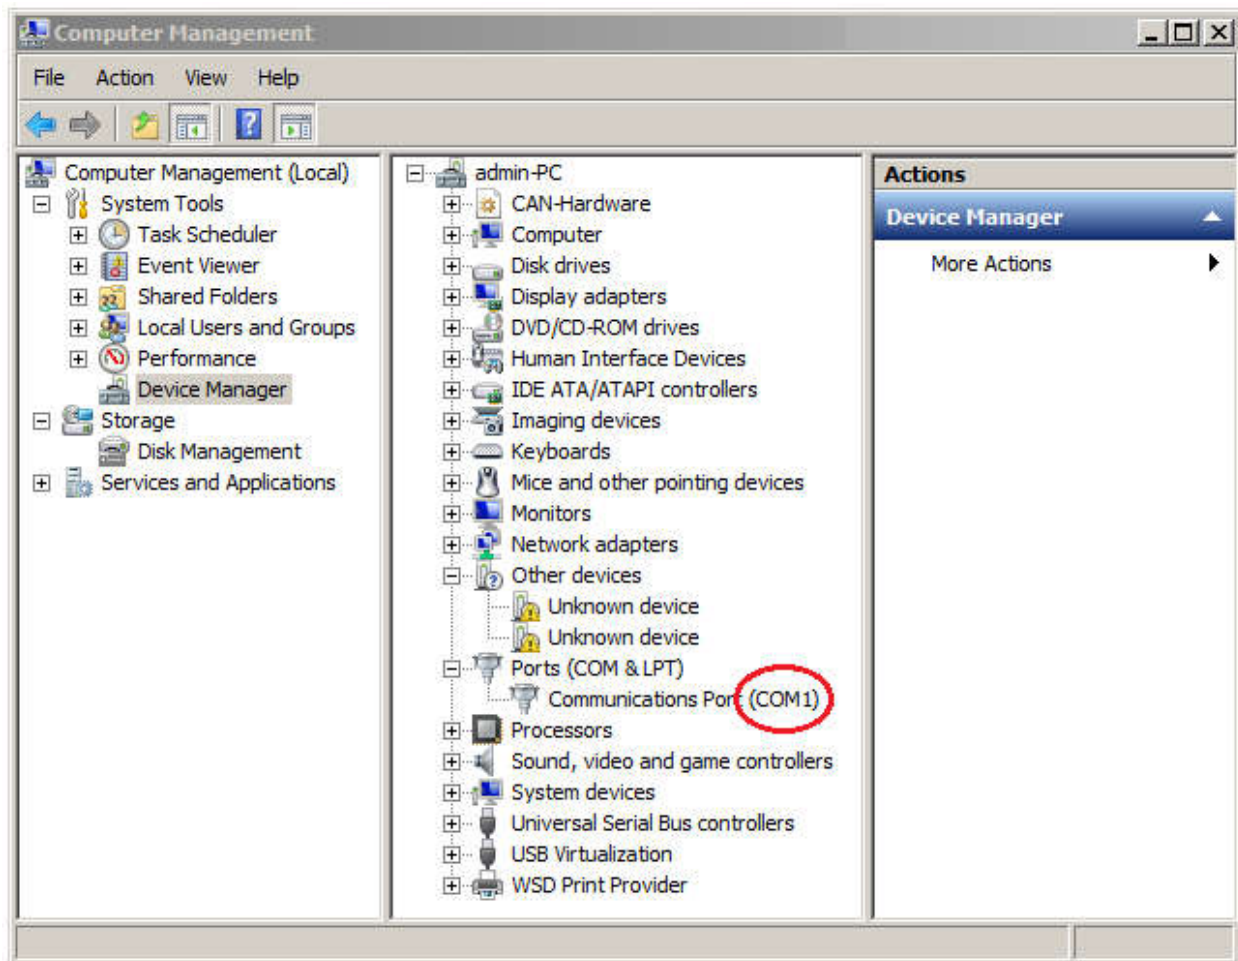 Computer Management
File Action View Help
Computer Management (Local)
System Tools
Task Scheduler
Event Viewer
Shared Folders
Local Users and Groups
Performance
Device Manager
Storage
Disk Management
Services and Applications
admin-PC
CAN-Hardware
Computer
Disk drives
Display adapters
DVD/CD-ROM drives
Human Interface Devices
IDE ATA/ATAPI controllers
Imaging devices
Keyboards
Mice and other pointing devices
Monitors
Network adapters
Other devices
Unknown device
Unknown device
Ports (COM & LPT)
Communications Port (COM1)
Processors
Sound, video and game controllers
System devices
Universal Serial Bus controllers
USB Virtualization
WSD Print Provider
Actions
Device Manager
More Actions